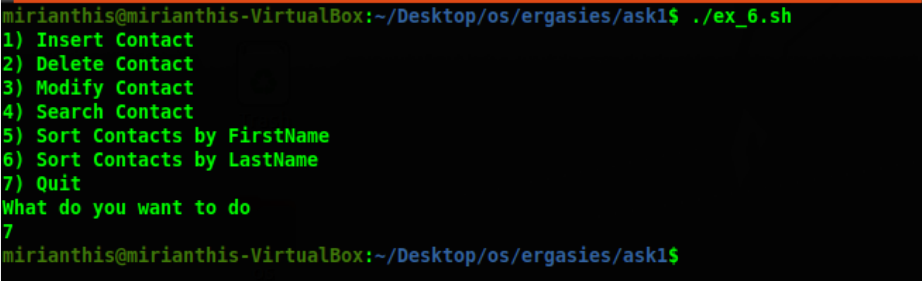 mirianthis@mirianthis-VirtualBox:~/Desktop/os/ergasies/ask1$ ./ex_6.sh
1) Insert Contact
2) Delete Contact
3) Modify Contact
4) Search Contact
5) Sort Contacts by FirstName
6) Sort Contacts by LastName
7) Quit
What do you want to do
7
mirianthis@mirianthis-VirtualBox:~/Desktop/os/ergasies/ask1$